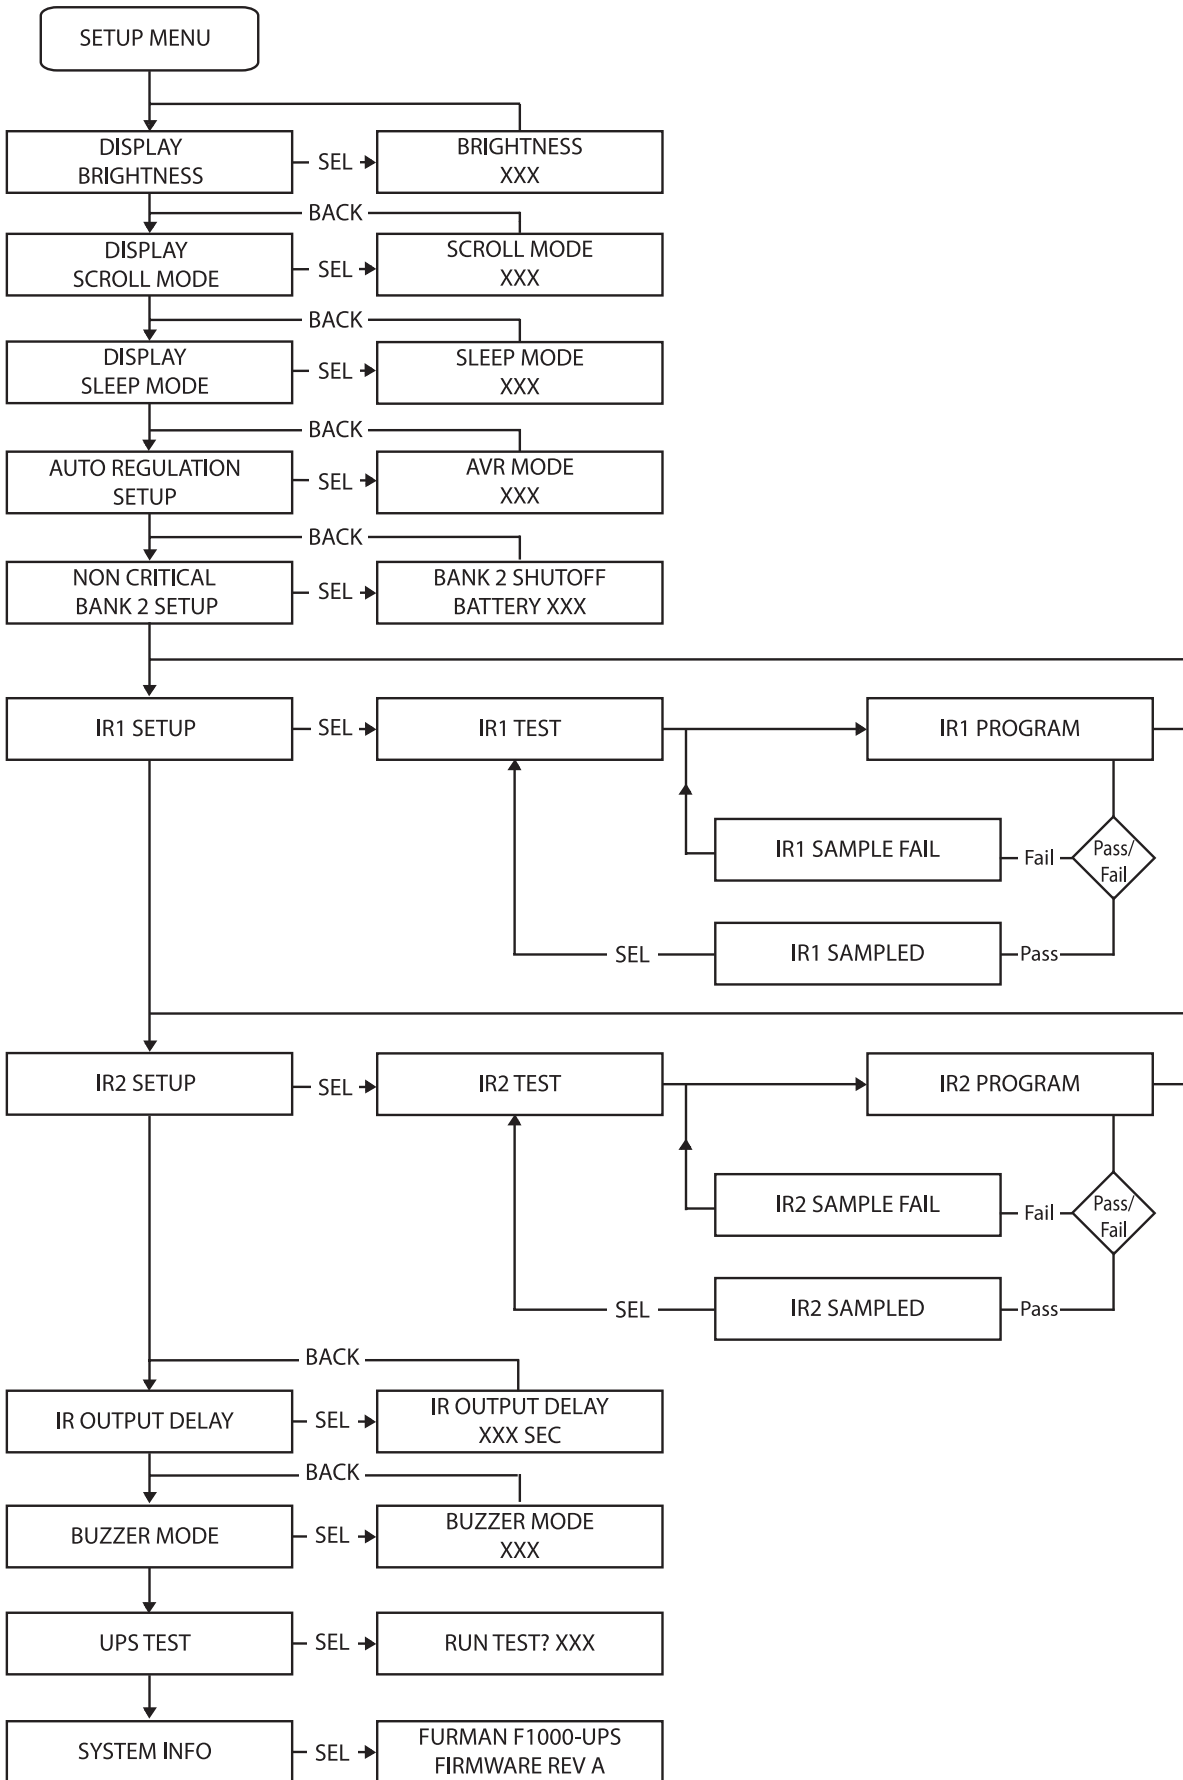 SETUP MENU
DISPLAY
BRIGHTNESS
SEL
BRIGHTNESS
XXX
BACK
DISPLAY
SCROLL MODE
SEL
SCROLL MODE
XXX
BACK
DISPLAY
SLEEP MODE
SEL
SLEEP MODE
XXX
BACK
AUTO REGULATION
SETUP
SEL
AVR MODE
XXX
BACK
NON CRITICAL
BANK 2 SETUP
SEL
BANK 2 SHUTOFF
BATTERY XXX
IR1 SETUP
SEL
IR1 TEST
IR1 PROGRAM
IR1 SAMPLE FAIL
Fail
Pass/
Fail
SEL
IR1 SAMPLED
Pass
IR2 SETUP
SEL
IR2 TEST
IR2 PROGRAM
IR2 SAMPLE FAIL
Fail
Pass/
Fail
SEL
IR2 SAMPLED
Pass
BACK
IR OUTPUT DELAY
SEL
IR OUTPUT DELAY
XXX SEC
BACK
BUZZER MODE
SEL
BUZZER MODE
XXX
UPS TEST
SEL
RUN TEST? XXX
SYSTEM INFO
SEL
FURMAN F1000-UPS
FIRMWARE REV A